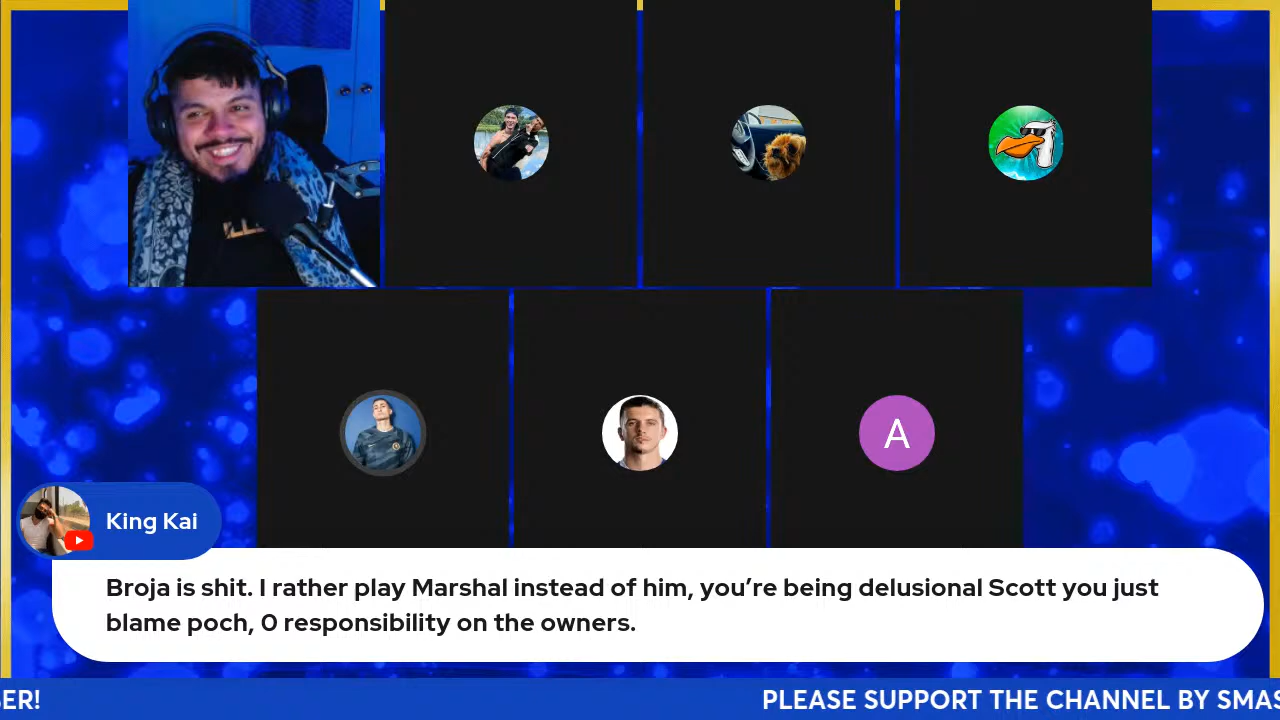 A
King Kai
Broja is shit. I rather play Marshal instead of him, you’re being delusional Scott you just
blame poch, 0 responsibility on the owners.
ER! PLEASE SUPPORT THE CHANNEL BY SMAS